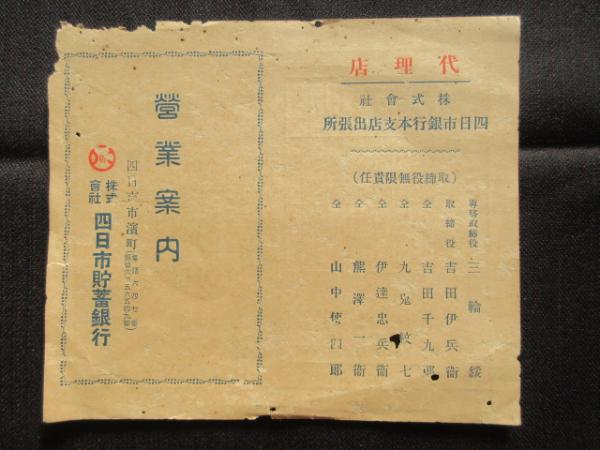 代理店
株式會社
四日市銀行本支店出張所
(取締役無限責任)
專務取締役 三輪綏
取締役 吉田伊兵衞
仝 吉田千九郎
仝 九鬼紋七
仝 伊達忠兵衞
仝 熊澤一衞
仝 山中傳四郎
營業案內
四日市市濱町
株式會社 四日市貯蓄銀行